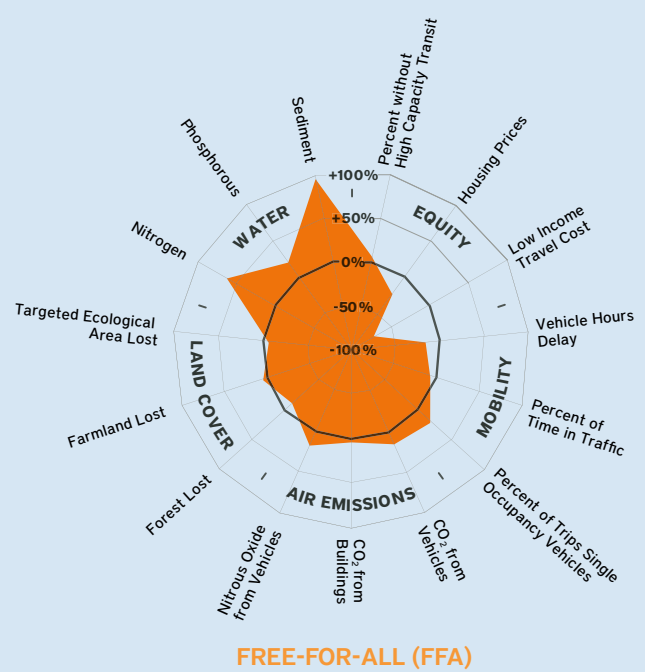 Percent without
High Capacity Transit
Housing Prices
Low Income
Travel Cost
Vehicle Hours
Delay
Percent of
Time in Traffic
Percent of Trips Single
Occupancy Vehicles
CO₂ from
Vehicles
CO₂ from
Buildings
Nitrous Oxide
from Vehicles
Forest Lost
Farmland Lost
Targeted Ecological
Area Lost
Nitrogen
Phosphorous
Sediment
+100%
+50%
0%
-50%
-100%
WATER
EQUITY
MOBILITY
AIR EMISSIONS
LAND COVER
FREE-FOR-ALL (FFA)